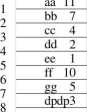 1 aa 11
2 bb 7
3 cc 4
4 dd 2
5 ee 1
6 ff 10
7 gg 5
8 dpdp3